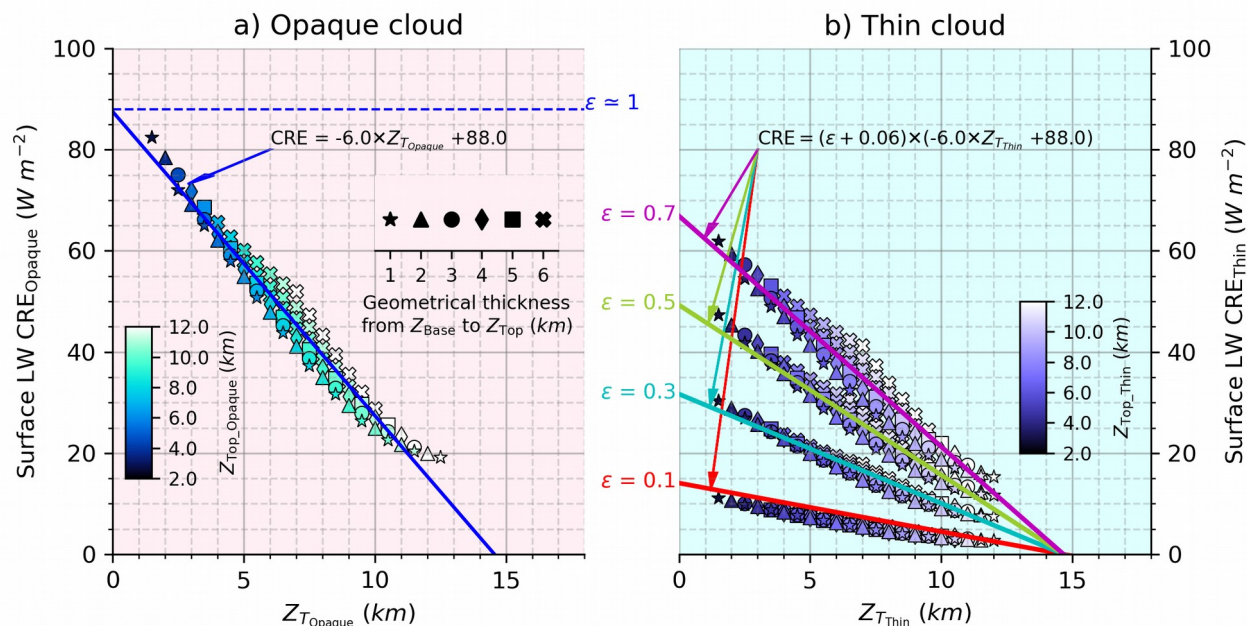 a) Opaque cloud
100
80
60
40
20
0
Surface LW CRE_Opaque (W m⁻²)
ε ≃ 1
CRE = -6.0×Z_T_Opaque +88.0
1 2 3 4 5 6
Geometrical thickness
from Z_Base to Z_Top (km)
12.0
10.0
8.0
6.0
4.0
2.0
Z_Top_Opaque (km)
0 5 10 15
Z_T_Opaque (km)
b) Thin cloud
CRE = (ε + 0.06)×(-6.0×Z_T_Thin +88.0)
ε = 0.7
ε = 0.5
ε = 0.3
ε = 0.1
12.0
10.0
8.0
6.0
4.0
2.0
Z_Top_Thin (km)
100
80
60
40
20
0
Surface LW CRE_Thin (W m⁻²)
0 5 10 15
Z_T_Thin (km)